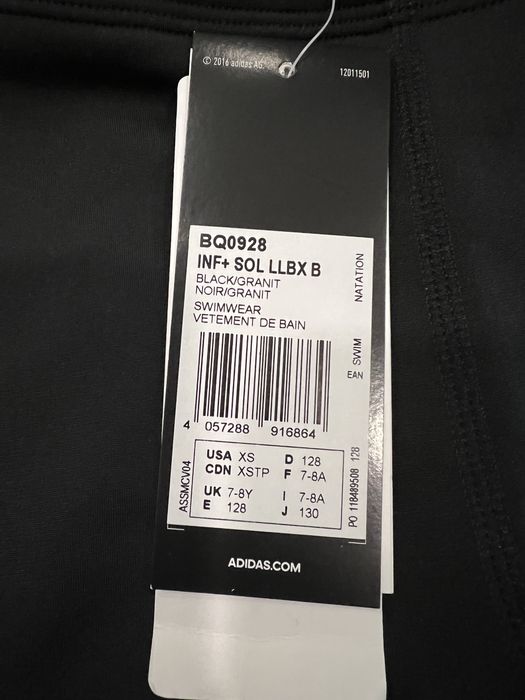 © 2016 adidas AG.
12011501
BQ0928
INF+ SOL LLBX B
BLACK/GRANIT
NOIR/GRANIT
SWIMWEAR
VETEMENT DE BAIN
SWIM NATATION
EAN
4 057288 916864
USA XS D 128
CDN XSTP F 7-8A
UK 7-8Y I 7-8A
E 128 J 130
ASSMCV04
PO 118489508 128
ADIDAS.COM